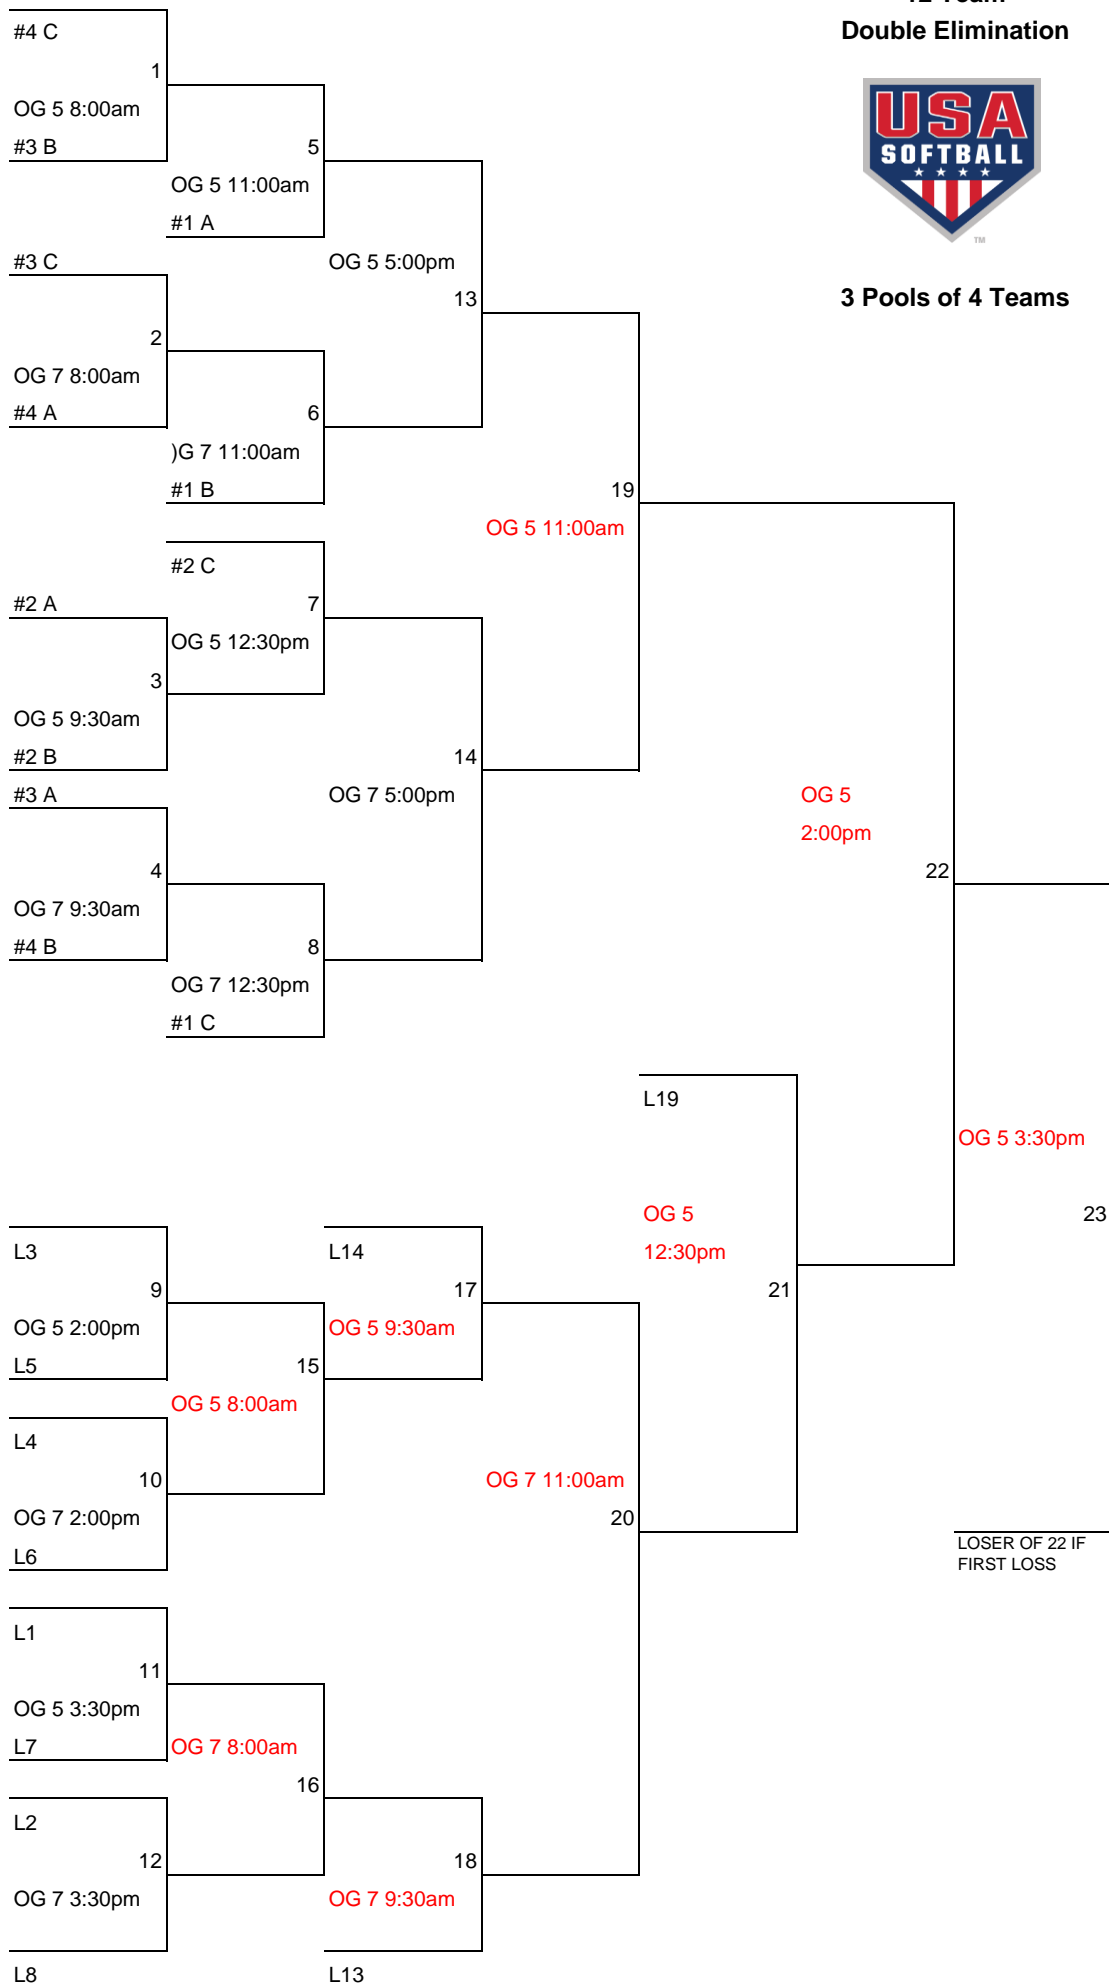 12 Team
Double Elimination
USA
SOFTBALL
TM
3 Pools of 4 Teams
#4 C
1
OG 5 8:00am
#3 B
5
OG 5 11:00am
#1 A
#3 C
OG 5 5:00pm
13
2
OG 7 8:00am
#4 A
6
)G 7 11:00am
#1 B
19
OG 5 11:00am
#2 C
#2 A
7
OG 5 12:30pm
3
OG 5 9:30am
#2 B
14
#3 A
OG 7 5:00pm
OG 5
2:00pm
4
22
OG 7 9:30am
#4 B
8
OG 7 12:30pm
#1 C
L19
OG 5 3:30pm
OG 5
23
L3
L14
12:30pm
9
17
21
OG 5 2:00pm
OG 5 9:30am
L5
15
OG 5 8:00am
L4
10
OG 7 11:00am
OG 7 2:00pm
20
L6
LOSER OF 22 IF
FIRST LOSS
L1
11
OG 5 3:30pm
L7
OG 7 8:00am
16
L2
12
18
OG 7 3:30pm
OG 7 9:30am
L8
L13